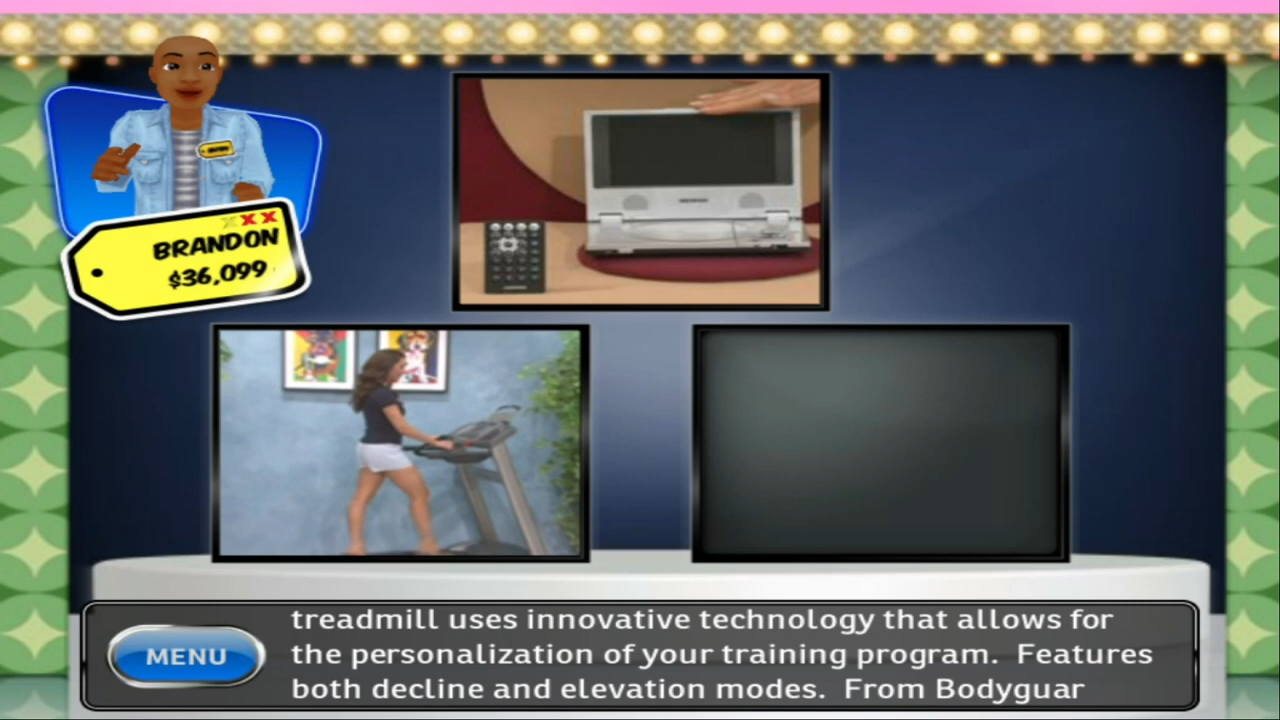 XXX
BRANDON
$36,099
treadmill uses innovative technology that allows for
MENU
the personalization of your training program. Features
both decline and elevation modes. From Bodyguar